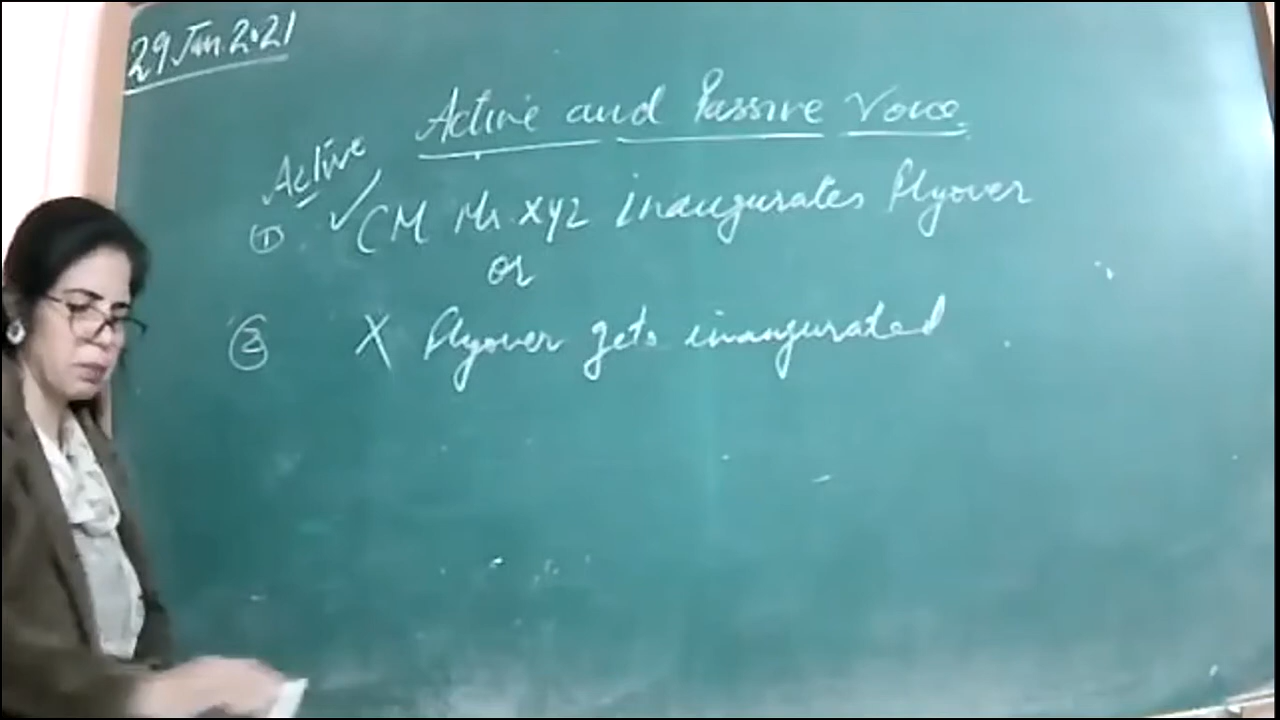 29 Jan. 2021
Active and Passive Voice
Active
① ✓ CM Mr XYZ inaugurates flyover
or
② X flyover gets inaugurated